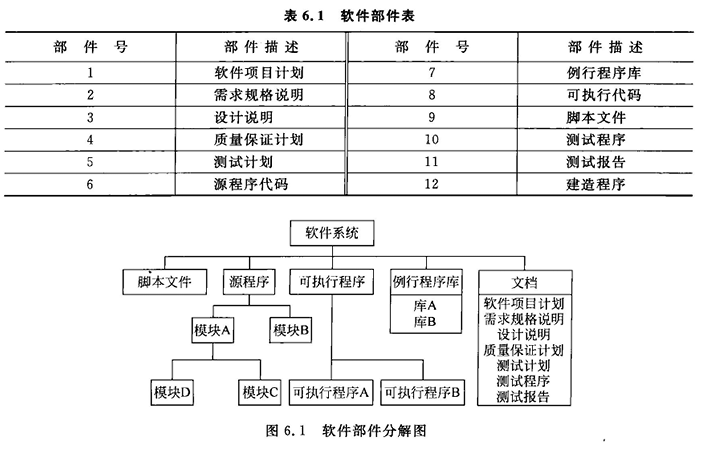 表 6.1 软件部件表
部 件 号 部 件 描 述 部 件 号 部 件 描 述
1 软件项目计划 7 例行程序库
2 需求规格说明 8 可执行代码
3 设计说明 9 脚本文件
4 质量保证计划 10 测试程序
5 测试计划 11 测试报告
6 源程序代码 12 建造程序
软件系统
脚本文件 源程序 可执行程序 例行程序库 文档
库A
库B
软件项目计划
需求规格说明
设计说明
质量保证计划
测试计划
测试程序
测试报告
模块A 模块B
模块D 模块C 可执行程序A 可执行程序B
图 6.1 软件部件分解图